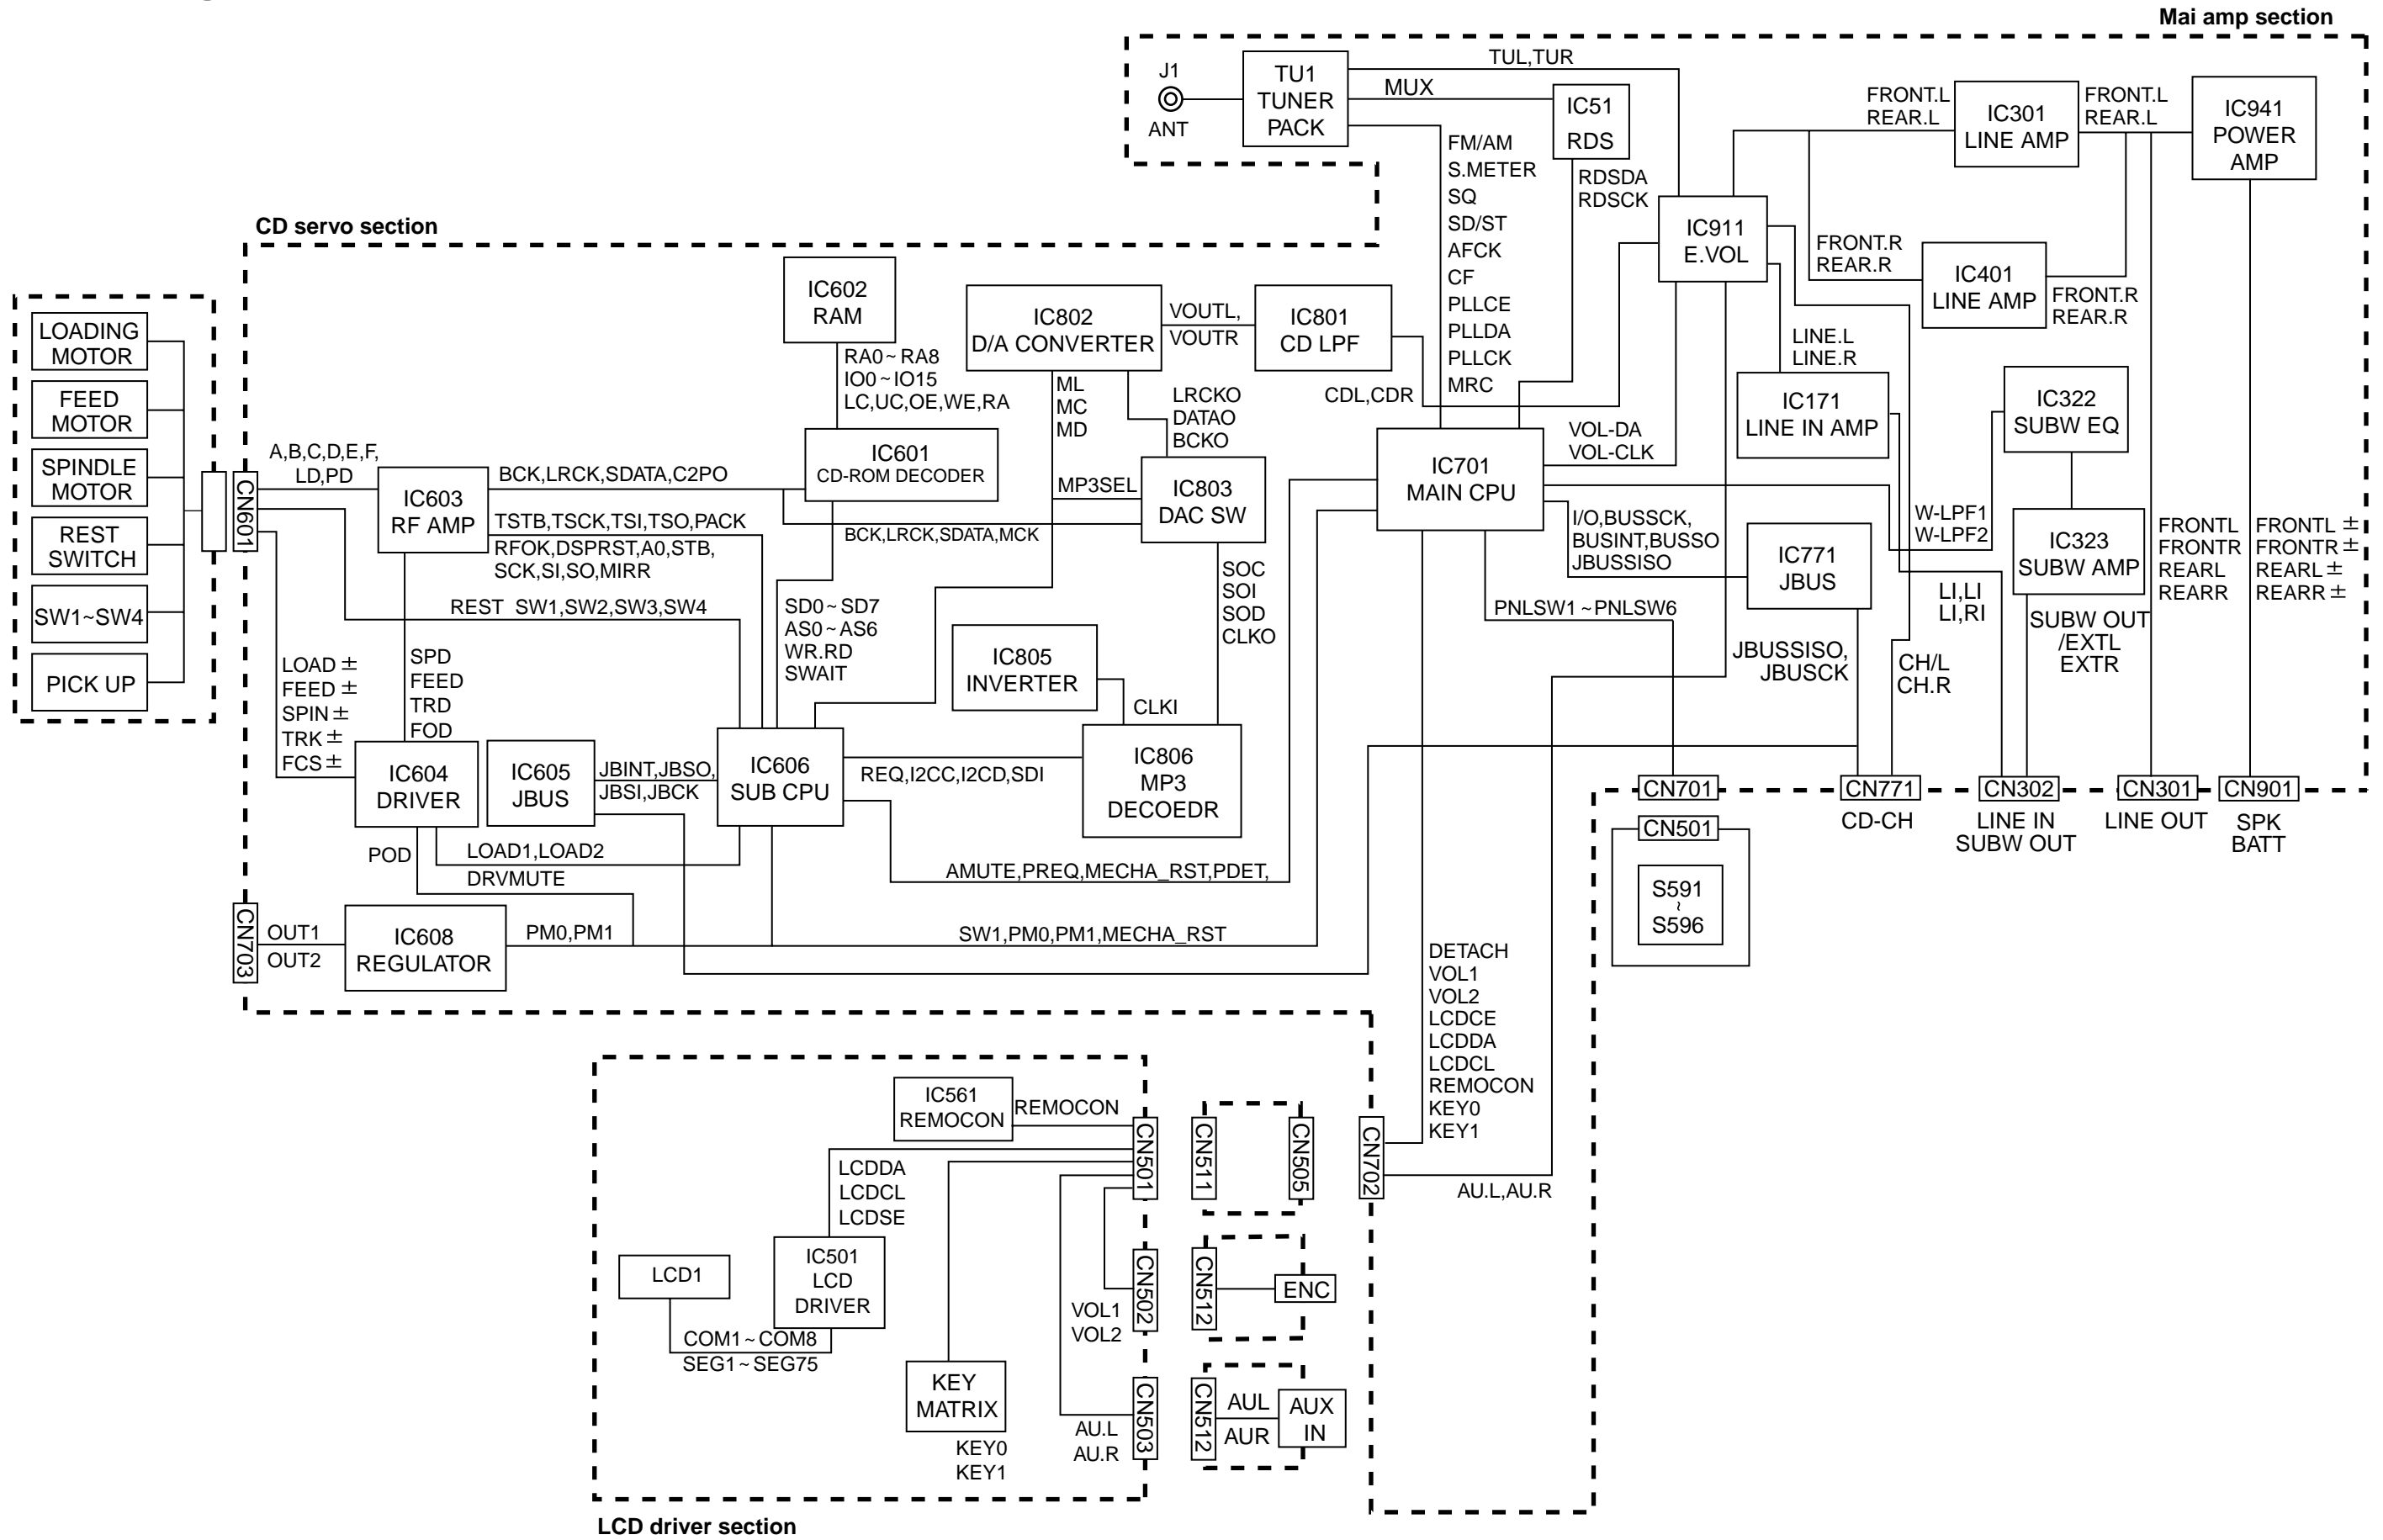 Mai amp section
J1
ANT
TU1
TUNER
PACK
TUL,TUR
MUX
IC51
RDS
FM/AM
S.METER
SQ
SD/ST
AFCK
CF
PLLCE
PLLDA
PLLCK
MRC
RDSDA
RDSCK
FRONT.L
REAR.L
IC301
LINE AMP
FRONT.L
REAR.L
IC941
POWER
AMP
IC911
E.VOL
FRONT.R
REAR.R
IC401
LINE AMP
FRONT.R
REAR.R
LINE.L
LINE.R
IC171
LINE IN AMP
IC322
SUBW EQ
IC323
SUBW AMP
W-LPF1
W-LPF2
VOL-DA
VOL-CLK
IC701
MAIN CPU
I/O,BUSSCK,
BUSINT,BUSSO
JBUSSISO
IC771
JBUS
PNLSW1~PNLSW6
JBUSSISO,
JBUSCK
LI,LI
LI,RI
CH/L
CH.R
SUBW OUT
/EXTL
EXTR
FRONTL
FRONTR
REARL
REARR
FRONTL ±
FRONTR ±
REARL ±
REARR ±
CN701
CN771
CN302
CN301
CN901
CD-CH
LINE IN
SUBW OUT
LINE OUT
SPK
BATT
CN501
S591
~
S596
CD servo section
LOADING
MOTOR
FEED
MOTOR
SPINDLE
MOTOR
REST
SWITCH
SW1~SW4
PICK UP
CN601
A,B,C,D,E,F,
LD,PD
IC603
RF AMP
BCK,LRCK,SDATA,C2PO
TSTB,TSCK,TSI,TSO,PACK
RFOK,DSPRST,A0,STB,
SCK,SI,SO,MIRR
REST SW1,SW2,SW3,SW4
IC602
RAM
RA0~RA8
IO0~IO15
LC,UC,OE,WE,RA
IC601
CD-ROM DECODER
IC802
D/A CONVERTER
VOUTL,
VOUTR
IC801
CD LPF
CDL,CDR
ML
MC
MD
LRCKO
DATAO
BCKO
MP3SEL
IC803
DAC SW
BCK,LRCK,SDATA,MCK
SOC
SOI
SOD
CLKO
SD0~SD7
AS0~AS6
WR.RD
SWAIT
IC805
INVERTER
CLKI
IC806
MP3
DECOEDR
LOAD ±
FEED ±
SPIN ±
TRK ±
FCS ±
SPD
FEED
TRD
FOD
IC604
DRIVER
IC605
JBUS
JBINT,JBSO,
JBSI,JBCK
IC606
SUB CPU
REQ,I2CC,I2CD,SDI
POD
LOAD1,LOAD2
DRVMUTE
AMUTE,PREQ,MECHA_RST,PDET,
CN703
OUT1
OUT2
IC608
REGULATOR
PM0,PM1
SW1,PM0,PM1,MECHA_RST
DETACH
VOL1
VOL2
LCDCE
LCDDA
LCDCL
REMOCON
KEY0
KEY1
CN702
AU.L,AU.R
IC561
REMOCON
REMOCON
CN501
LCDDA
LCDCL
LCDSE
IC501
LCD
DRIVER
LCD1
COM1~COM8
SEG1~SEG75
KEY
MATRIX
KEY0
KEY1
VOL1
VOL2
CN502
AU.L
AU.R
CN503
CN511
CN505
CN512
ENC
CN512
AUL
AUR
AUX
IN
LCD driver section